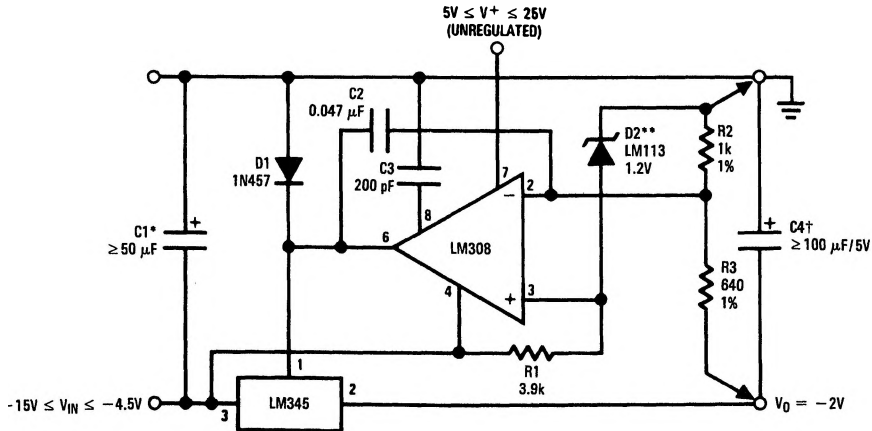 5V ≤ V+ ≤ 25V
(UNREGULATED)
C2
0.047 μF
D1
1N457
C3
200 pF
7
2
−
8
6
LM308
4
+
3
D2**
LM113
1.2V
R2
1k
1%
C1*
≥ 50 μF
+
C4†
≥ 100 μF/5V
+
R3
640
1%
R1
3.9k
1
-15V ≤ VIN ≤ -4.5V
3
LM345
2
VO = -2V